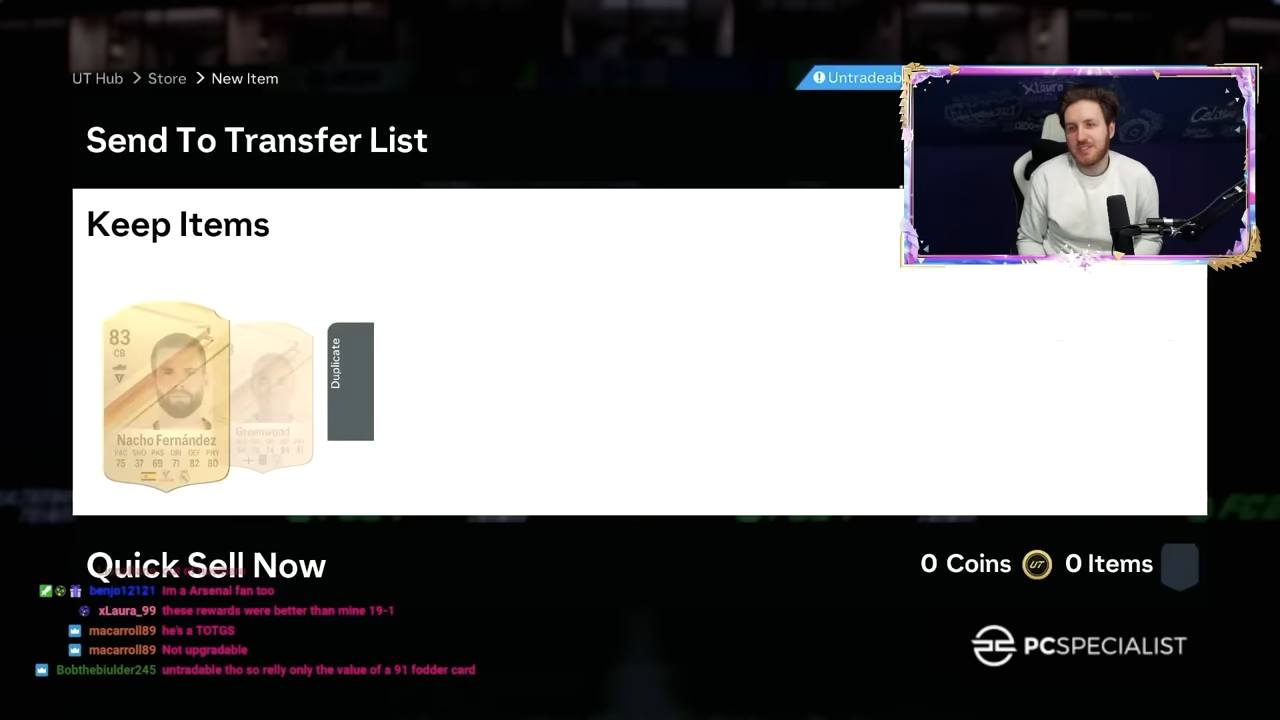 UT Hub > Store > New Item
Untradeab
Send To Transfer List
Keep Items
83
CB
Nacho Fernández
PAC SHO PAS DRI DEF PHY
75 37 69 71 82 80
Greenwood
Duplicate
Quick Sell Now
0 Coins UT 0 Items
benjo12121 Im a Arsenal fan too
xLaura_99 these rewards were better than mine 19-1
macarroll89 he's a TOTGS
macarroll89 Not upgradable
Bobthebiulder245 untradable tho so relly only the value of a 91 fodder card
PCSPECIALIST